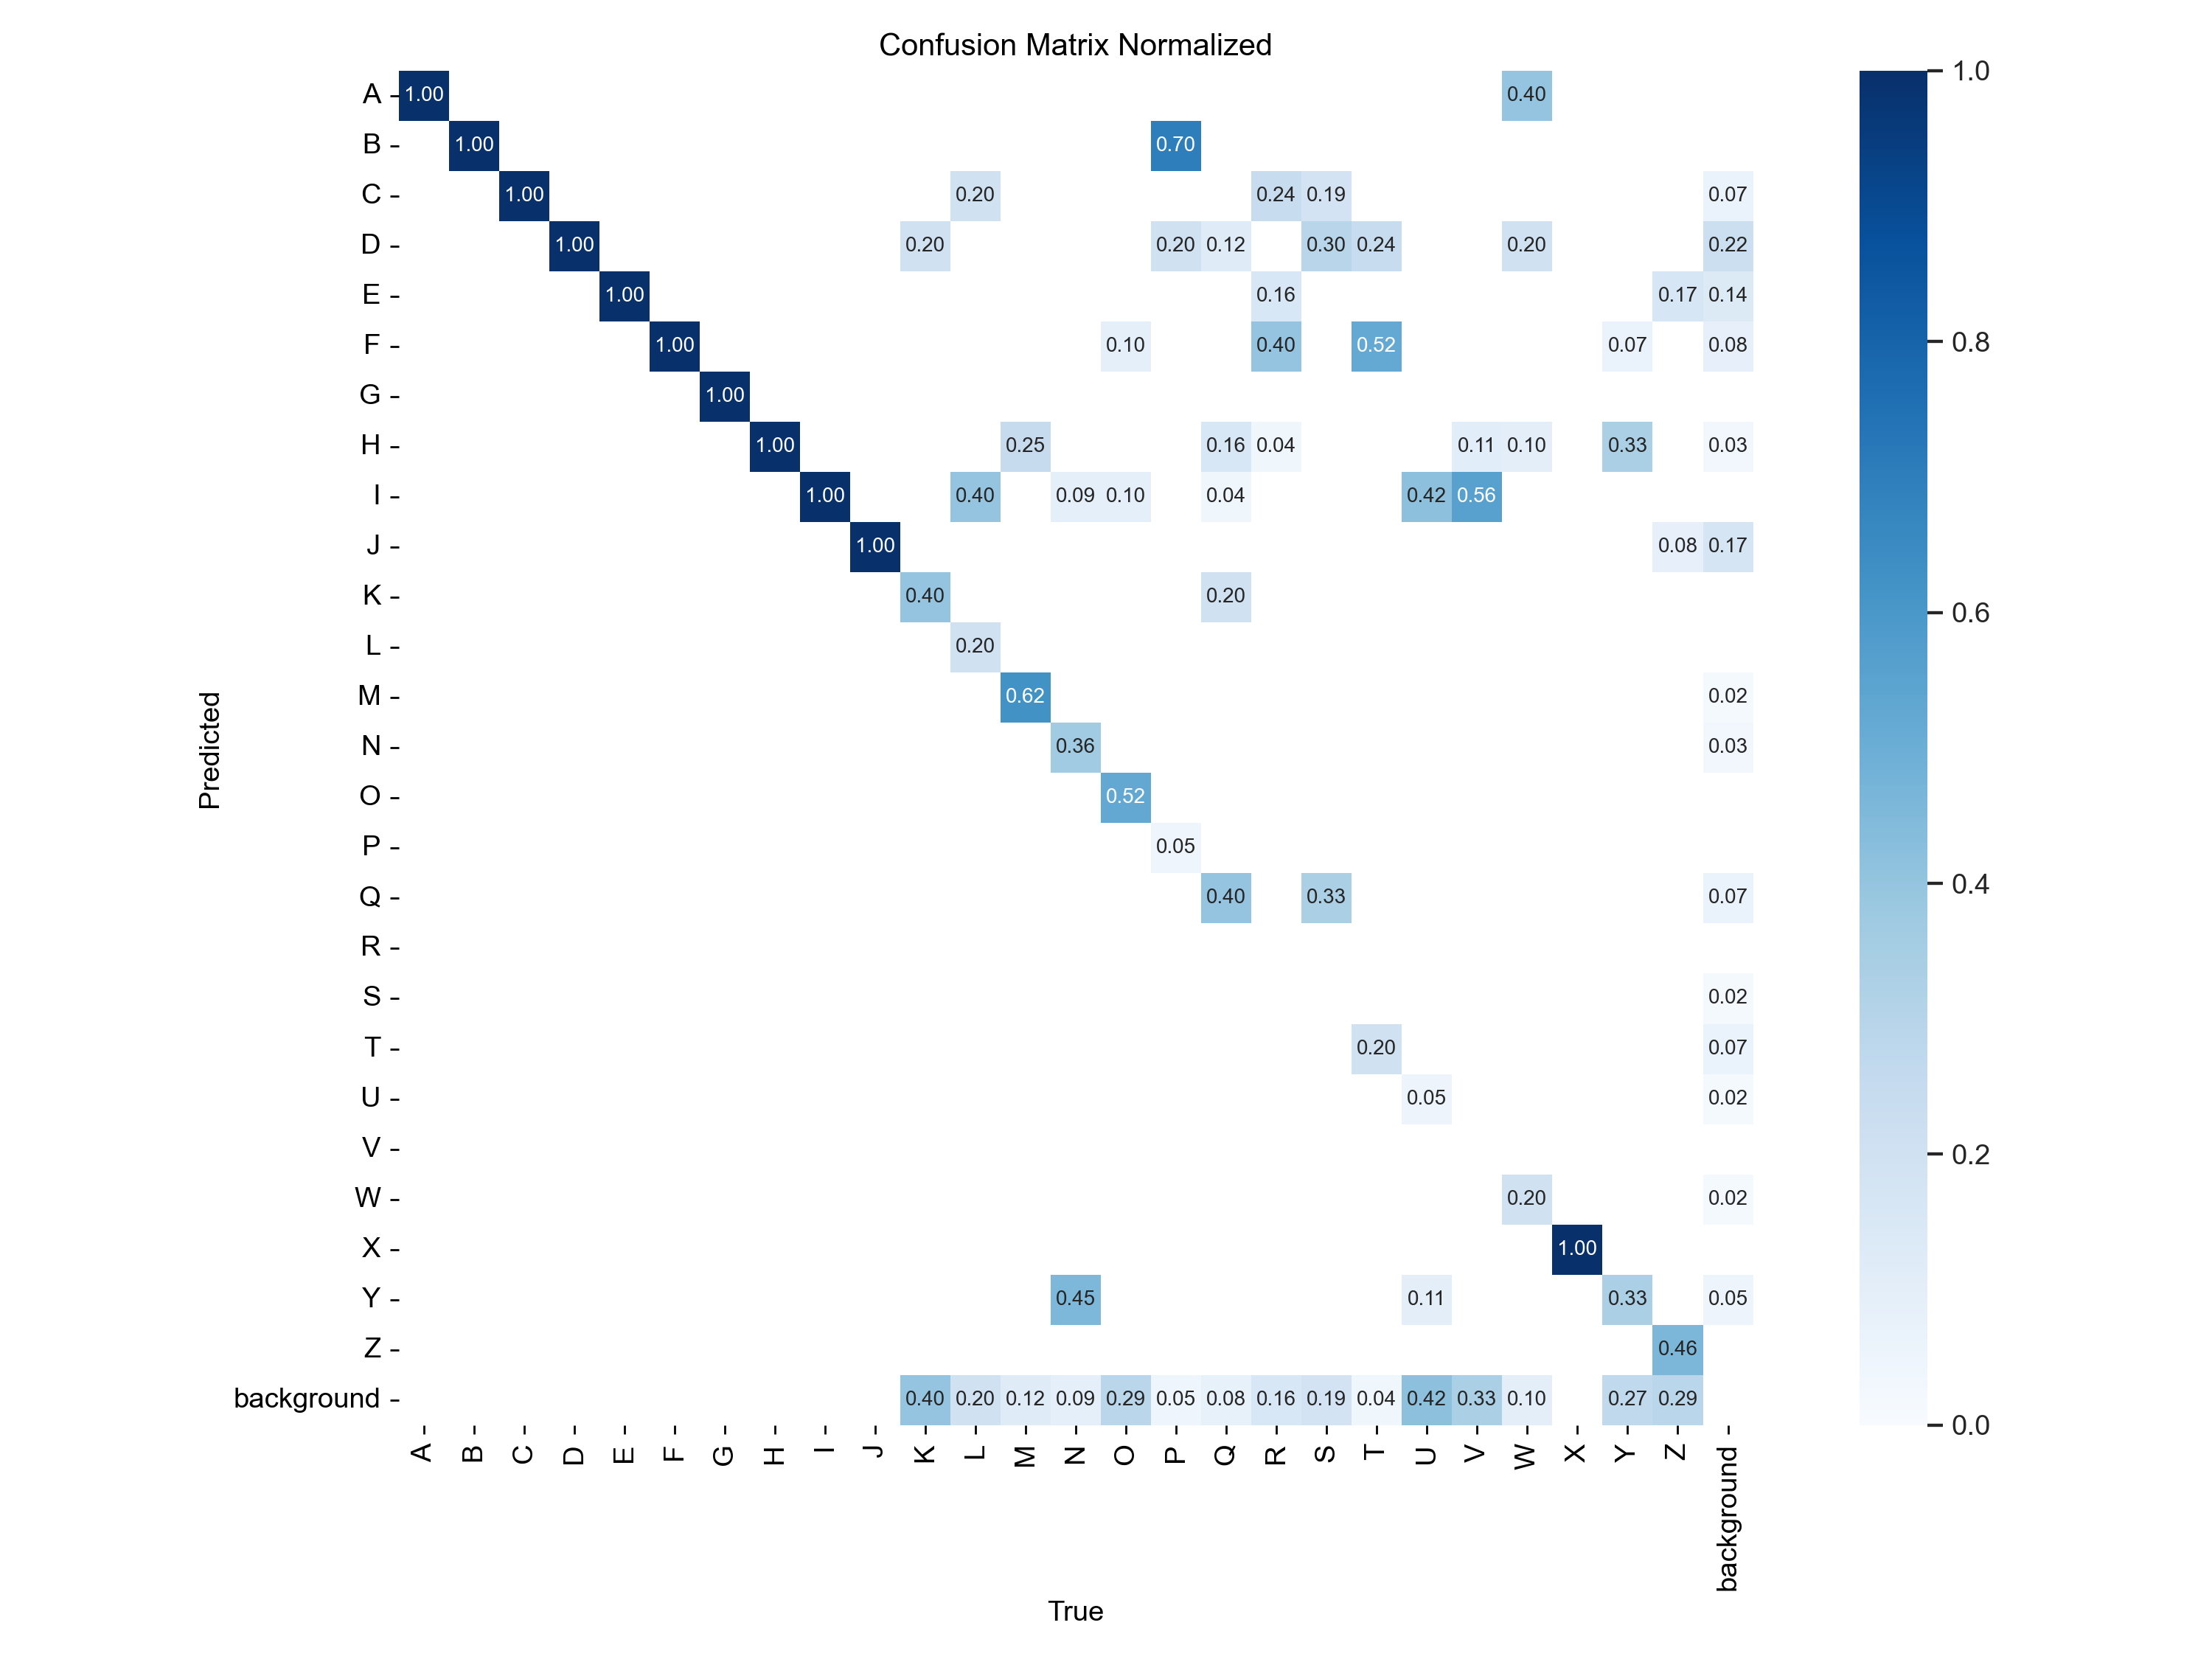 Confusion Matrix Normalized
A 1.00 0.40
B 1.00 0.70
C 1.00 0.20 0.24 0.19 0.07
D 1.00 0.20 0.20 0.12 0.30 0.24 0.20 0.22
E 1.00 0.16 0.17 0.14
F 1.00 0.10 0.40 0.52 0.07 0.08
G 1.00
H 1.00 0.25 0.16 0.04 0.11 0.10 0.33 0.03
I 1.00 0.40 0.09 0.10 0.04 0.42 0.56
J 1.00 0.08 0.17
K 0.40 0.20
L 0.20
M 0.62 0.02
N 0.36 0.03
O 0.52
P 0.05
Q 0.40 0.33 0.07
R
S 0.02
T 0.20 0.07
U 0.05 0.02
V
W 0.20 0.02
X 1.00
Y 0.45 0.11 0.33 0.05
Z 0.46
background 0.40 0.20 0.12 0.09 0.29 0.05 0.08 0.16 0.19 0.04 0.42 0.33 0.10 0.27 0.29
A B C D E F G H I J K L M N O P Q R S T U V W X Y Z background
True
Predicted
1.0
0.8
0.6
0.4
0.2
0.0